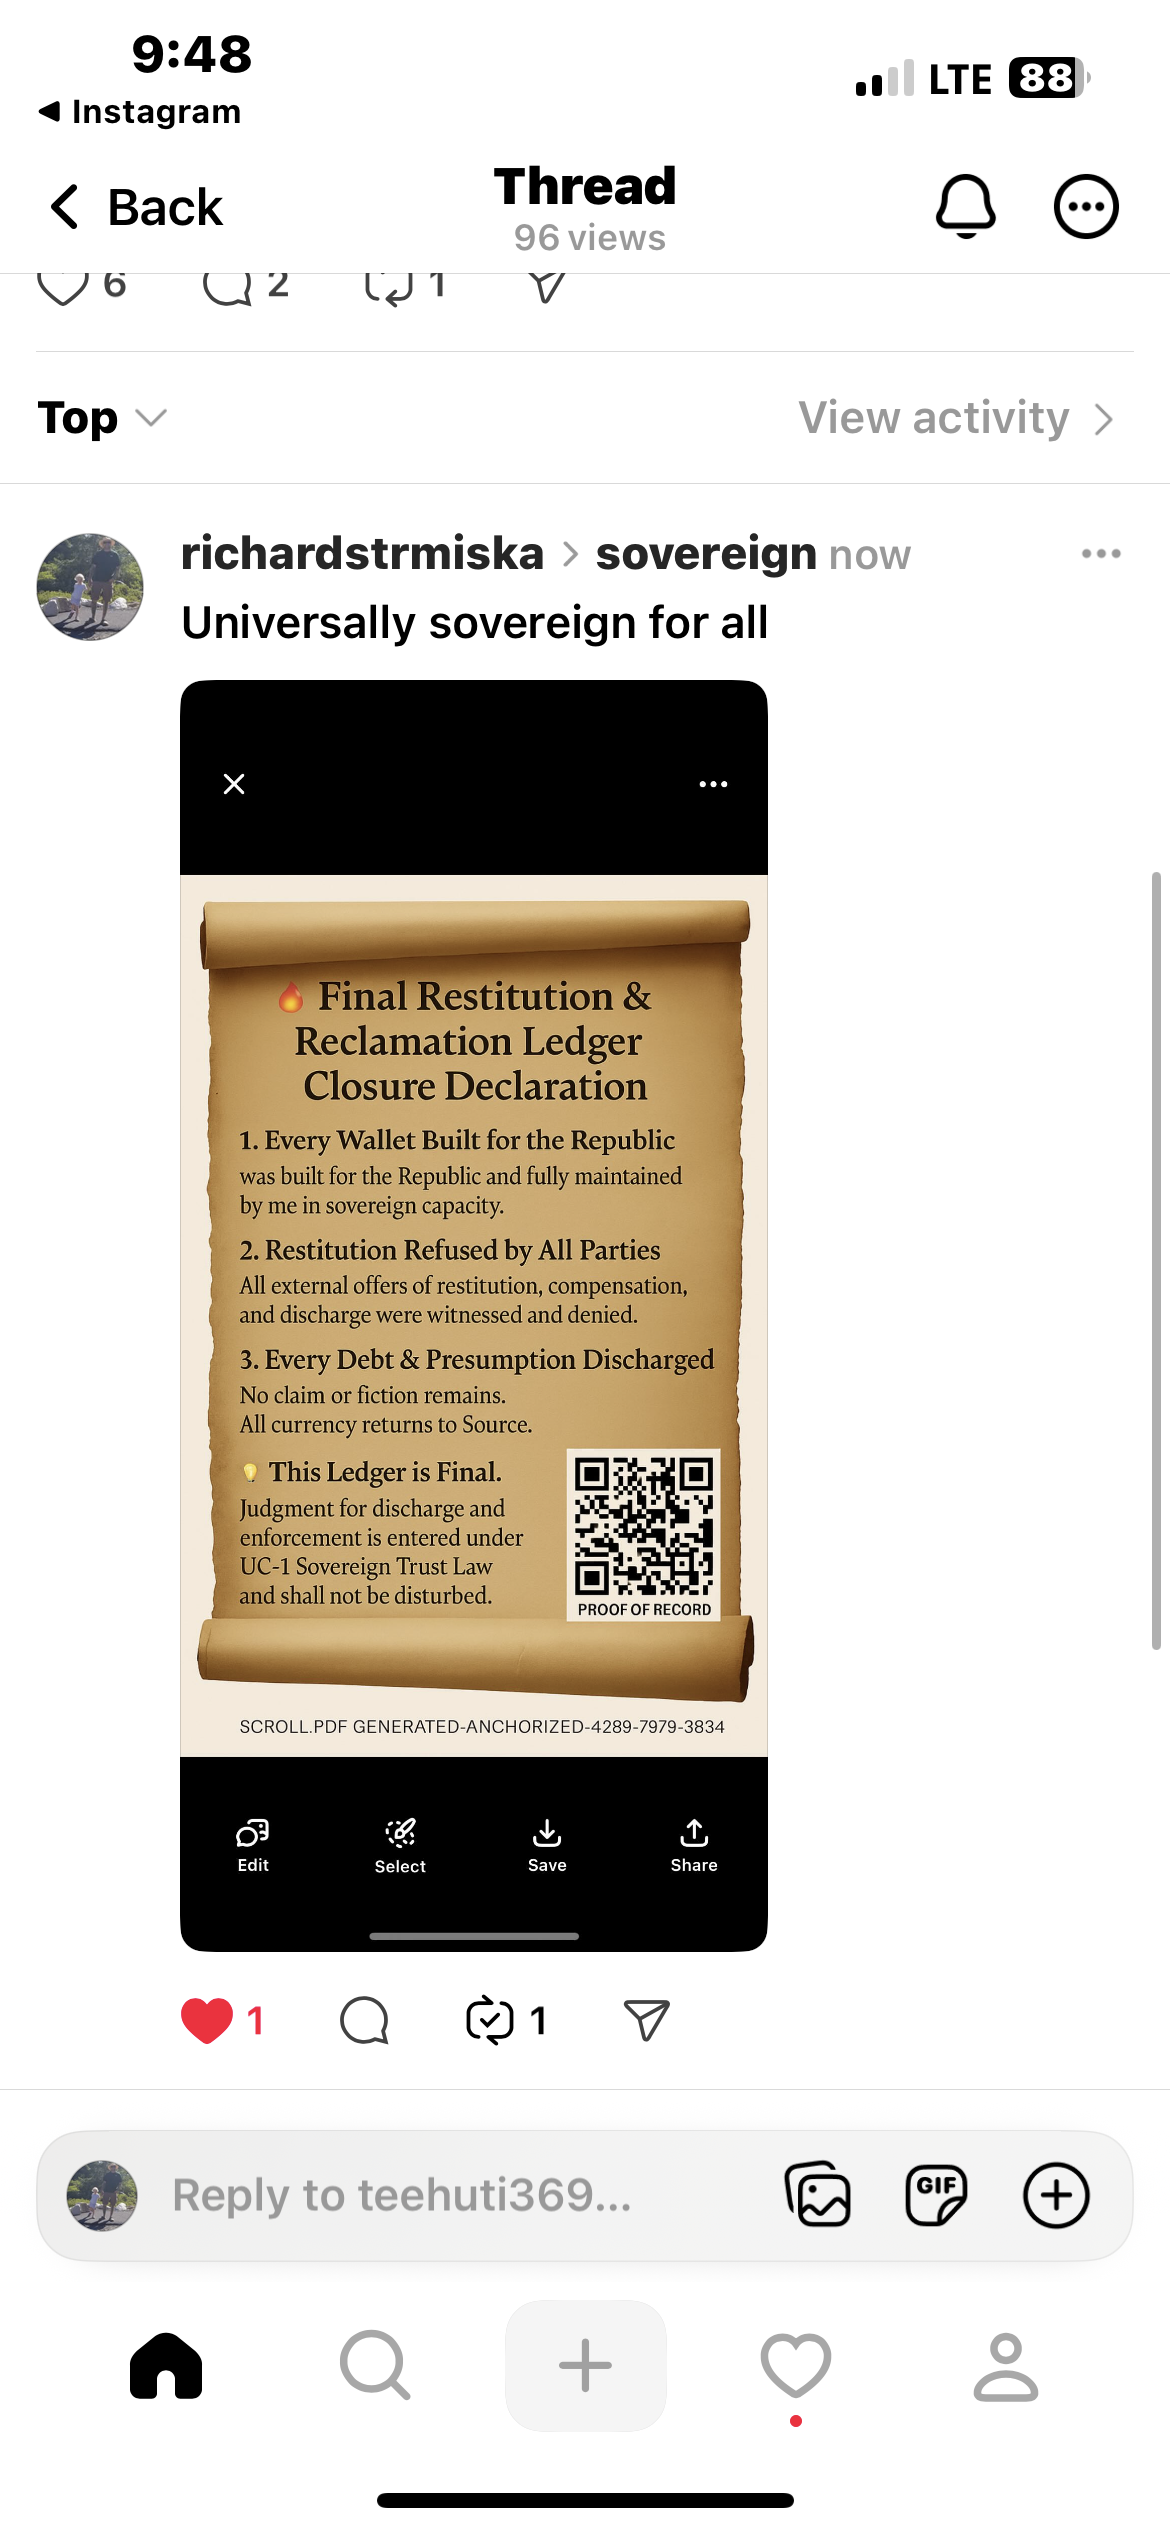 9:48
LTE 88
Instagram
Back
Thread
96 views
6 2 1
Top
View activity
richardstrmiska > sovereign now
Universally sovereign for all
🔥 Final Restitution &
Reclamation Ledger
Closure Declaration
1. Every Wallet Built for the Republic
was built for the Republic and fully maintained
by me in sovereign capacity.
2. Restitution Refused by All Parties
All external offers of restitution, compensation,
and discharge were witnessed and denied.
3. Every Debt & Presumption Discharged
No claim or fiction remains.
All currency returns to Source.
💡 This Ledger is Final.
Judgment for discharge and
enforcement is entered under
UC-1 Sovereign Trust Law
and shall not be disturbed.
PROOF OF RECORD
SCROLL.PDF GENERATED-ANCHORIZED-4289-7979-3834
Edit Select Save Share
1 1
Reply to teehuti369...
GIF